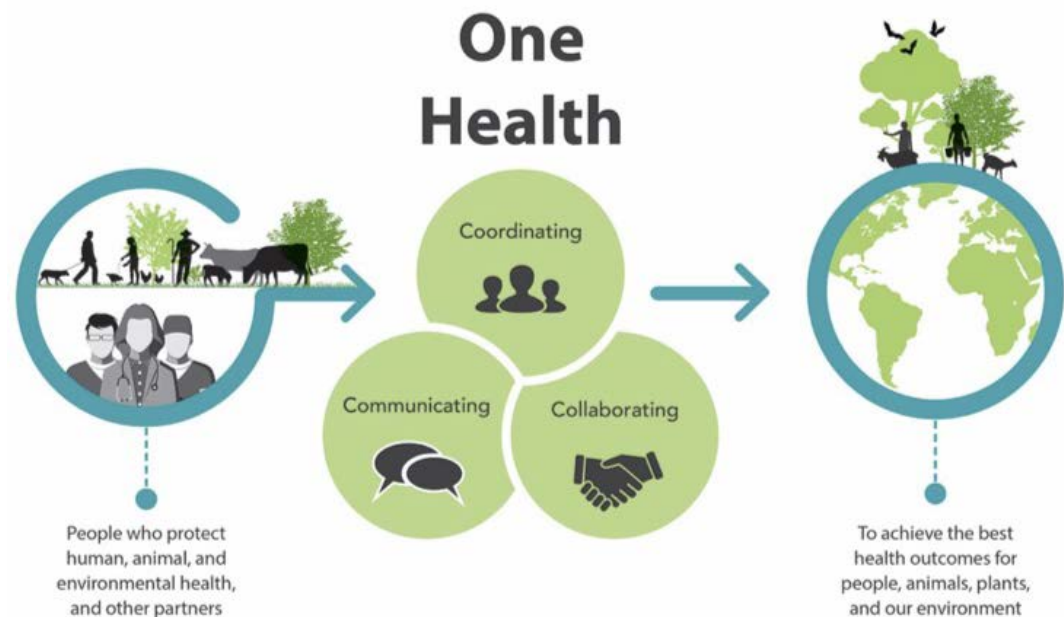 One
Health
Coordinating
Communicating
Collaborating
People who protect
human, animal, and
environmental health,
and other partners
To achieve the best
health outcomes for
people, animals, plants,
and our environment